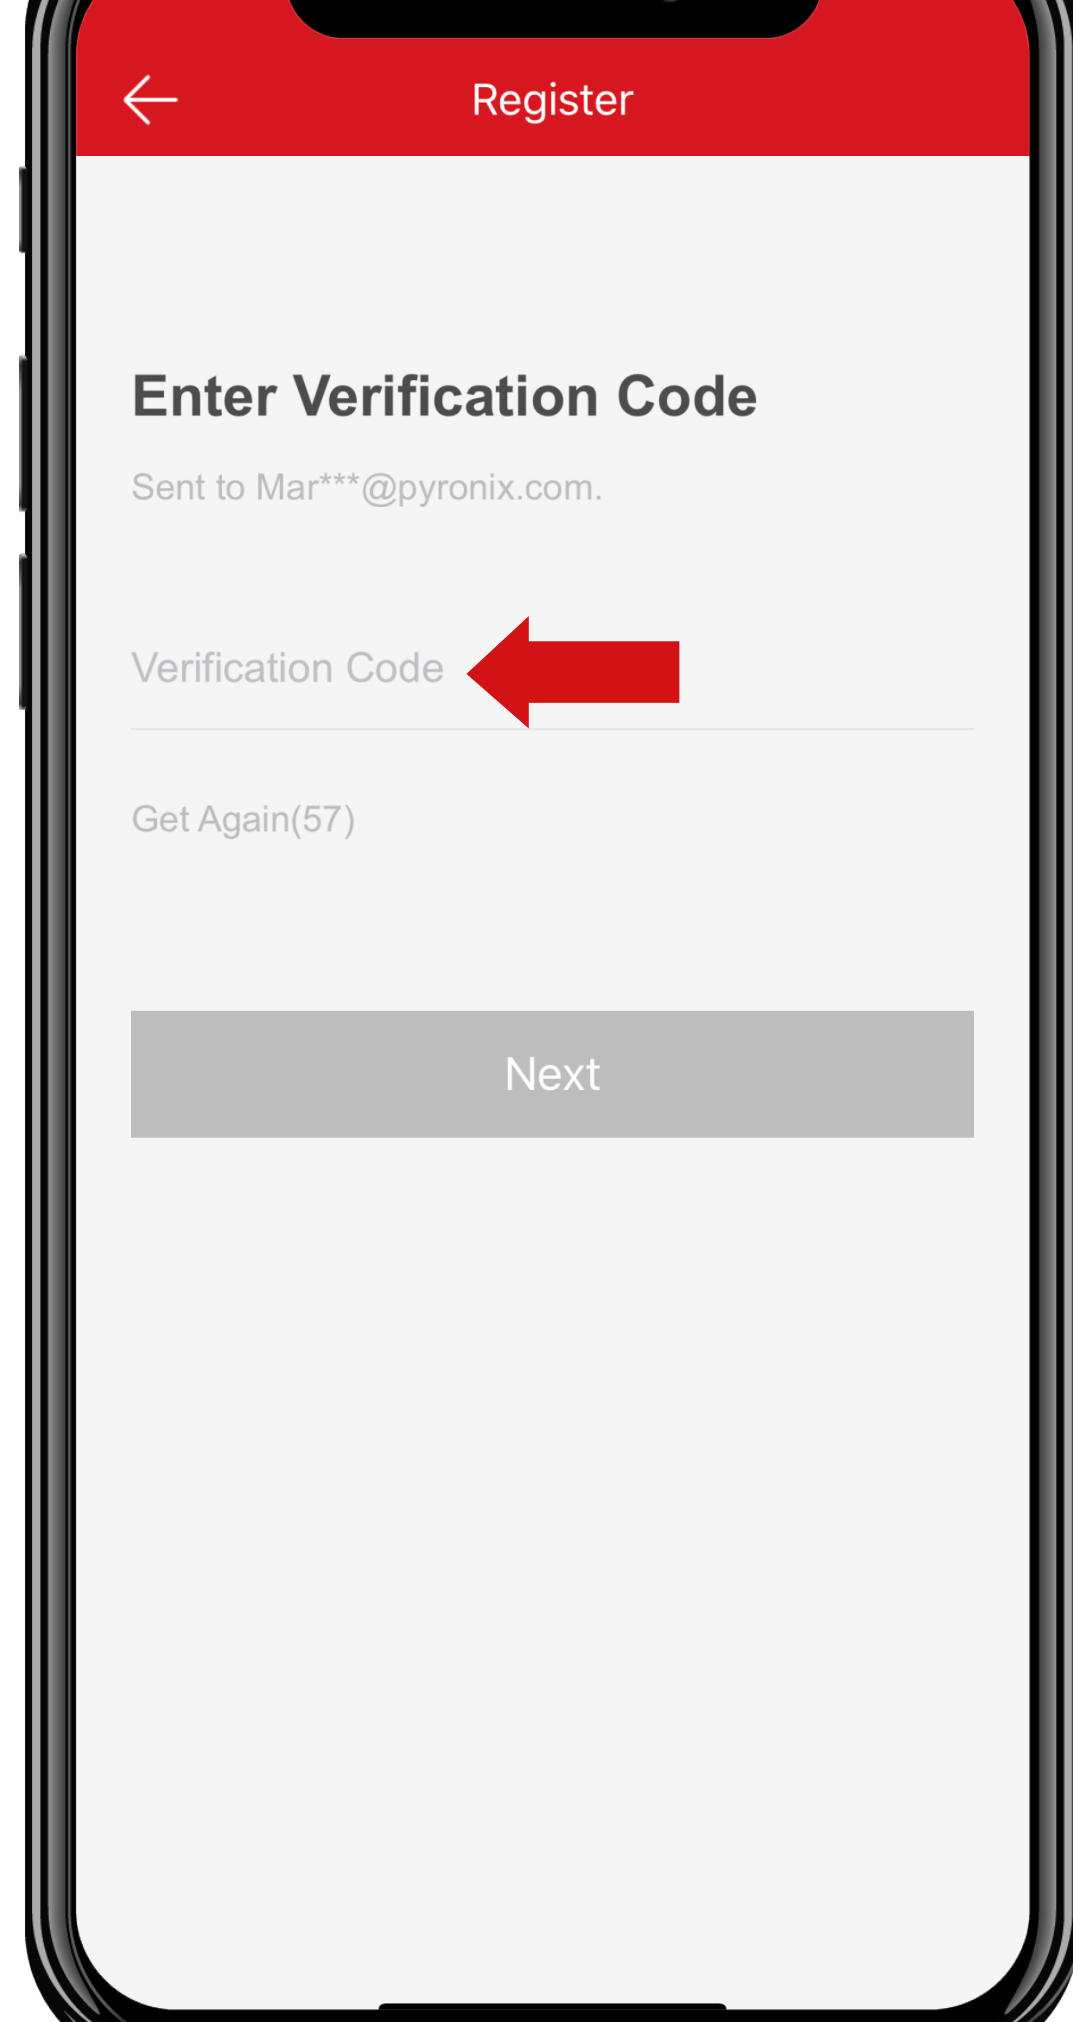 Register
Enter Verification Code
Sent to Mar***@pyronix.com.
Verification Code
Get Again(57)
Next